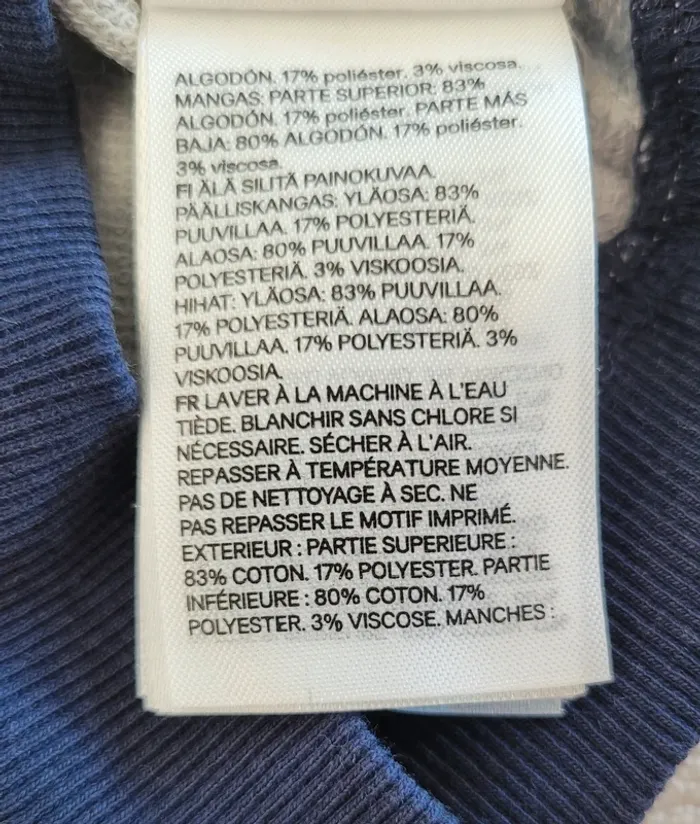 ALGODÓN. 17% poliéster. 3% viscosa.
MANGAS: PARTE SUPERIOR: 83%
ALGODÓN. 17% poliéster. PARTE MÁS
BAJA: 80% ALGODÓN. 17% poliéster.
3% viscosa.
FI ÄLÄ SILITÄ PAINOKUVAA.
PÄÄLLISKANGAS: YLÄOSA: 83%
PUUVILLAA. 17% POLYESTERIÄ.
ALAOSA: 80% PUUVILLAA. 17%
POLYESTERIÄ. 3% VISKOOSIA.
HIHAT: YLÄOSA: 83% PUUVILLAA.
17% POLYESTERIÄ. ALAOSA: 80%
PUUVILLAA. 17% POLYESTERIÄ. 3%
VISKOOSIA.
FR LAVER À LA MACHINE À L'EAU
TIÈDE. BLANCHIR SANS CHLORE SI
NÉCESSAIRE. SÉCHER À L'AIR.
REPASSER À TEMPÉRATURE MOYENNE.
PAS DE NETTOYAGE À SEC. NE
PAS REPASSER LE MOTIF IMPRIMÉ.
EXTERIEUR : PARTIE SUPERIEURE :
83% COTON. 17% POLYESTER. PARTIE
INFÉRIEURE : 80% COTON. 17%
POLYESTER. 3% VISCOSE. MANCHES :